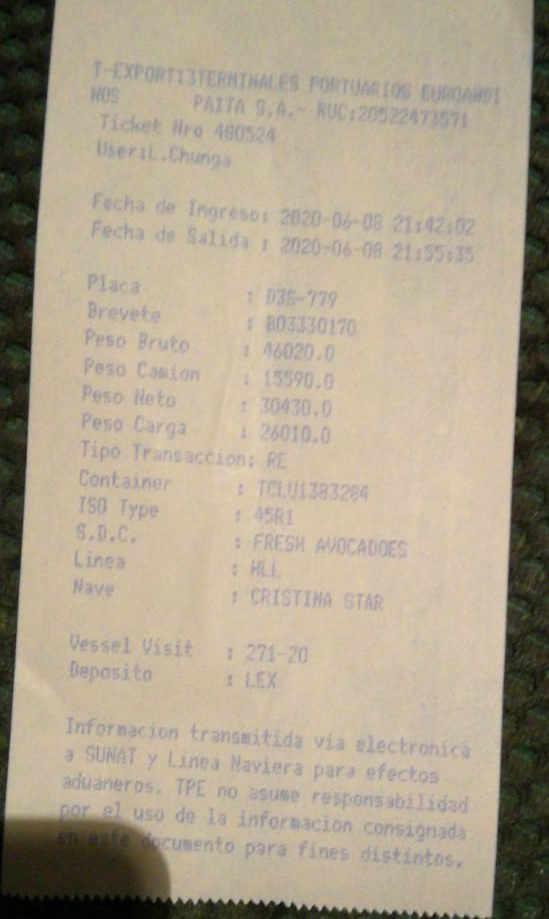 T-EXPORT13TERMINALES PORTUARIOS EUROANDI
NOS PAITA S.A.- RUC:20522473571
Ticket Nro 480524
User:L.Chunga
Fecha de Ingreso: 2020-06-08 21:42:02
Fecha de Salida : 2020-06-08 21:55:35
Placa : D3S-779
Brevete : B03330170
Peso Bruto : 46020.0
Peso Camion : 15590.0
Peso Neto : 30430.0
Peso Carga : 26010.0
Tipo Transaccion: RE
Container : TCLU1383284
ISO Type : 45R1
S.D.C. : FRESH AVOCADOES
Linea : HLL
Nave : CRISTINA STAR
Vessel Visit : 271-20
Deposito : LEX
Informacion transmitida via electronica
a SUNAT y Linea Naviera para efectos
aduaneros. TPE no asume responsabilidad
por el uso de la informacion consignada
en este documento para fines distintos.